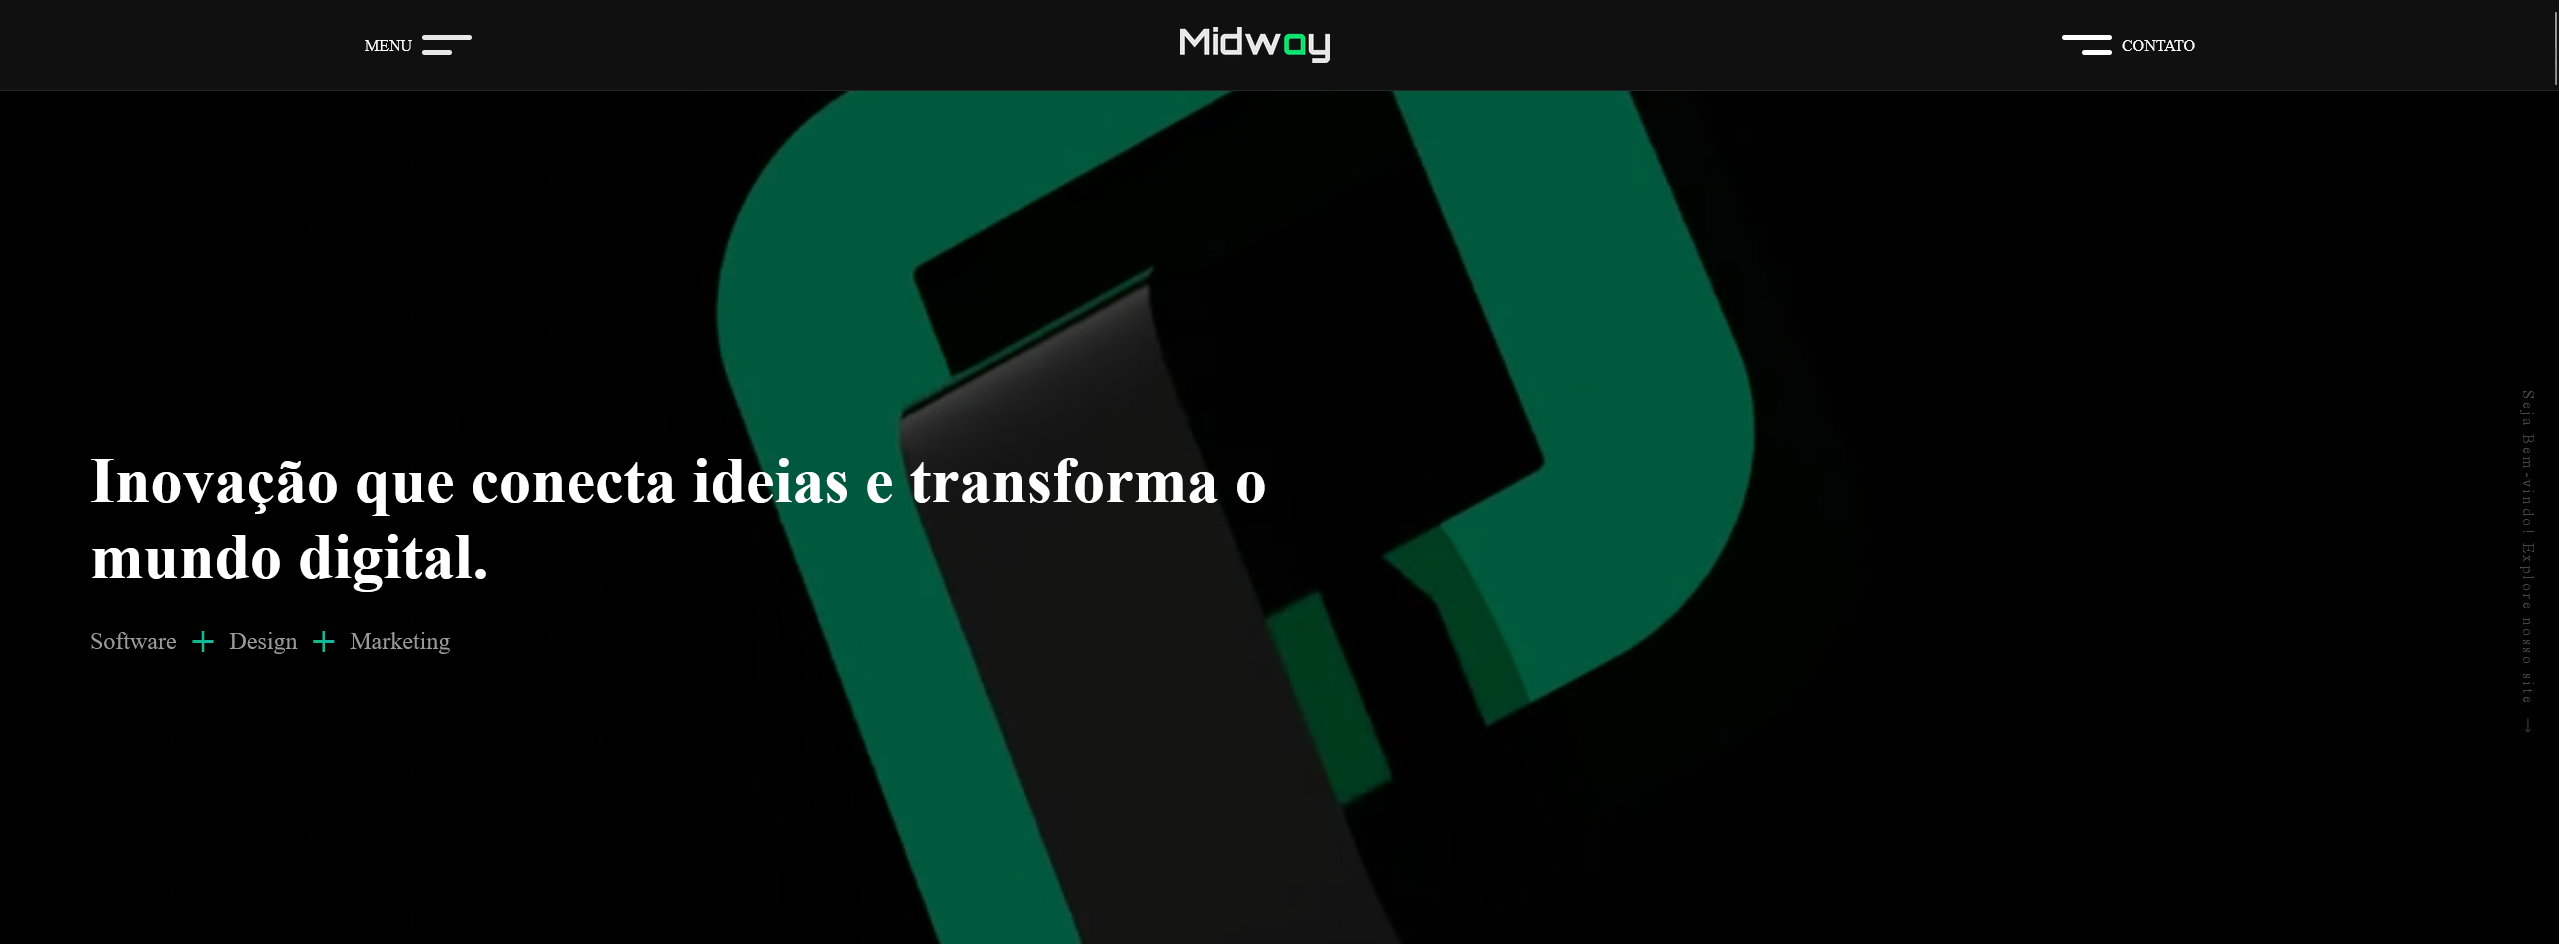 MENU
Midway
CONTATO
Inovação que conecta ideias e transforma o
mundo digital.
Software + Design + Marketing
Seja Bem-vindo! Explore nosso site →